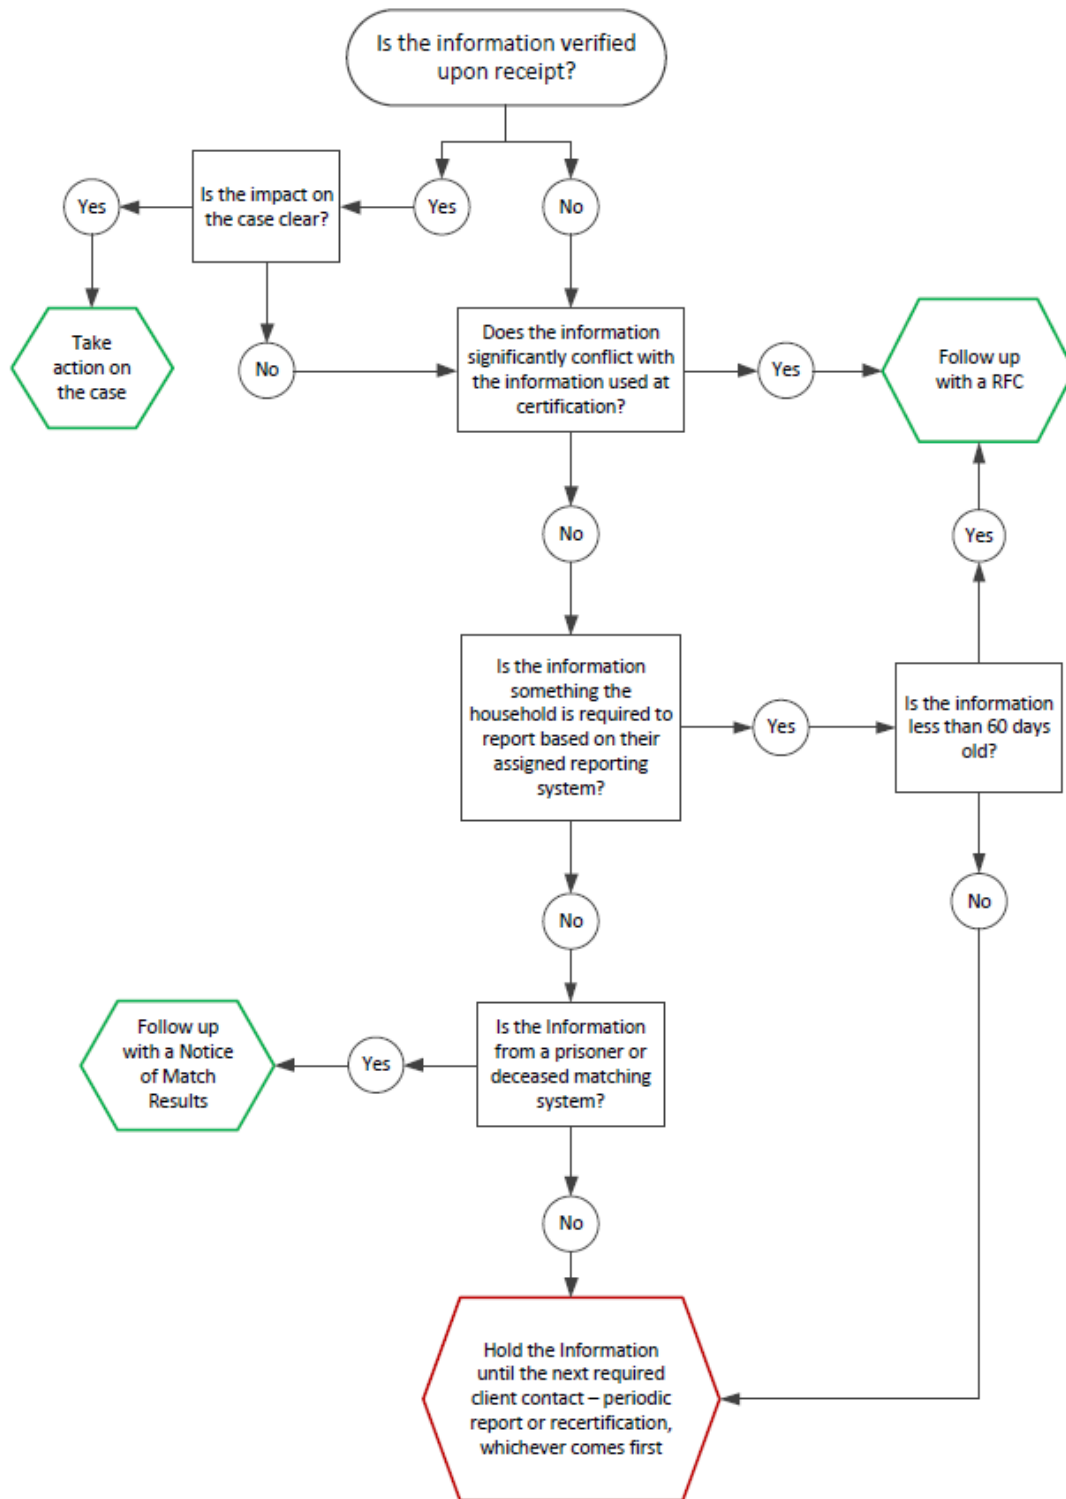 Is the information verified
upon receipt?
Yes
Is the impact on
the case clear?
Yes
No
Take
action on
the case
No
Does the information
significantly conflict with
the information used at
certification?
Yes
Follow up
with a RFC
No
Yes
Is the information
something the
household is required to
report based on their
assigned reporting
system?
Yes
Is the information
less than 60 days
old?
No
No
Follow up
with a Notice
of Match
Results
Yes
Is the Information
from a prisoner or
deceased matching
system?
No
Hold the Information
until the next required
client contact – periodic
report or recertification,
whichever comes first